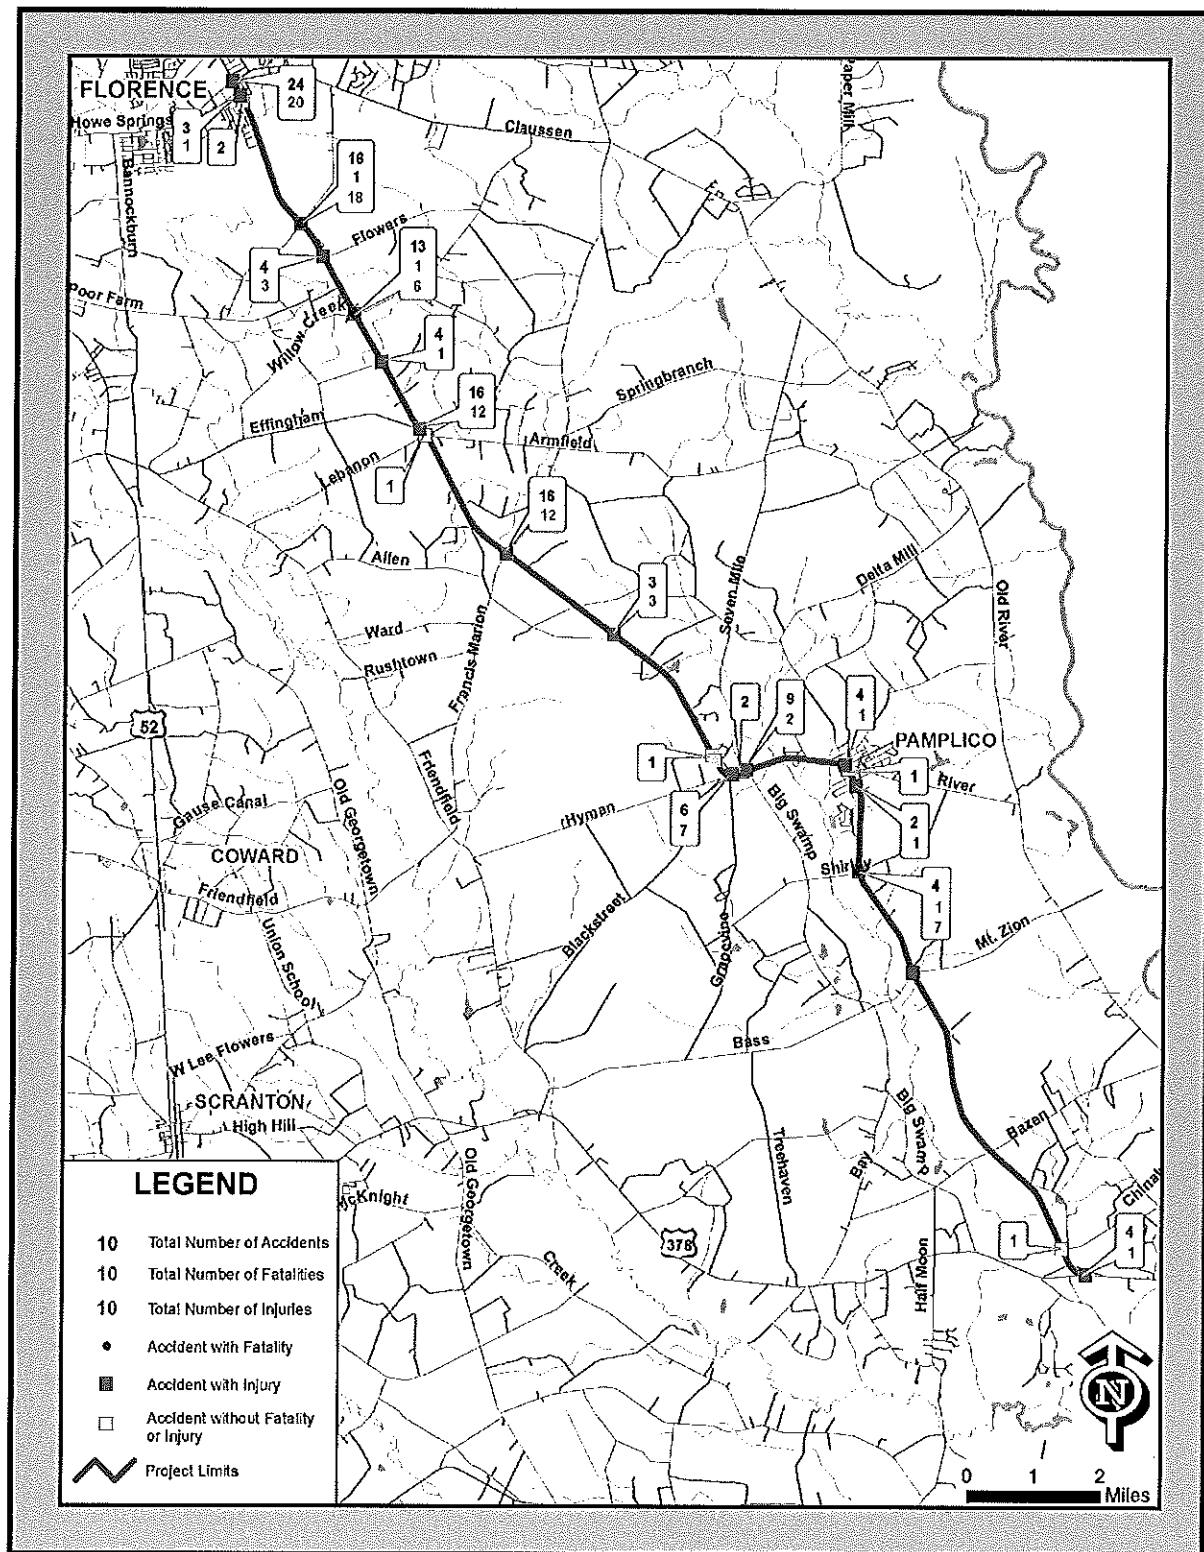 FLORENCE
24
20
Howe Springs
3
1
2
Claussen
Paper Mill
Bannockburn
16
1
18
Flowers
4
3
13
1
6
Poor Farm
Willow Creek
4
1
Springbranch
16
12
Effingham
Armfield
Lebanon
1
16
12
Allen
Seven Mile
Delta Mill
Old River
3
3
Ward
Rushtown
Francis Marion
52
2
9
2
4
1
PAMPLICO
1
1
River
Friendfield
Old Georgetown
Gause Canal
Hyman
6
7
Big Swamp
2
1
COWARD
Shirley
Friendfield
4
1
7
Union School
Blackstreet
Grapevine
Mt. Zion
W Lee Flowers
Bass
SCRANTON
High Hill
Big Swamp
Bazen
Treehaven
Bay
Old Georgetown
McKnight
378
Creek
Half Moon
1
4
1
LEGEND
10 Total Number of Accidents
10 Total Number of Fatalities
10 Total Number of Injuries
Accident with Fatality
Accident with Injury
Accident without Fatality
or Injury
Project Limits
N
0 1 2
Miles